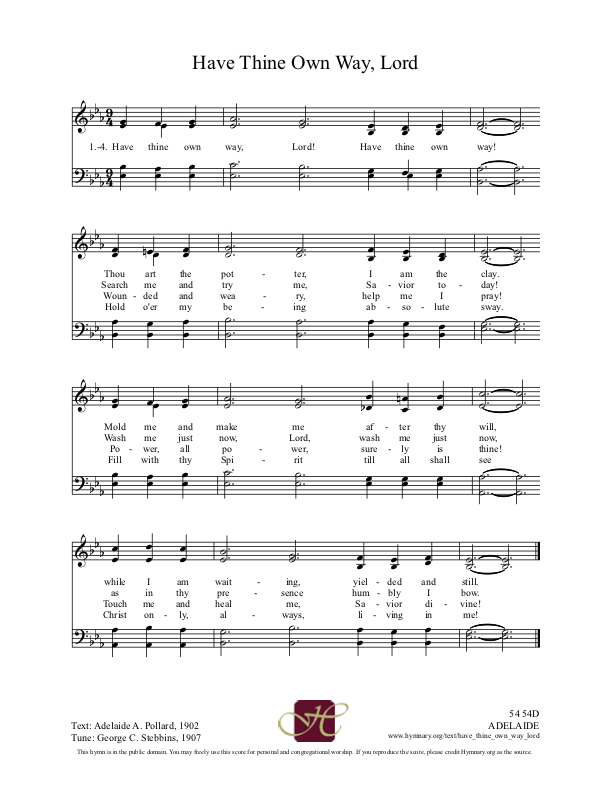 Have Thine Own Way, Lord
1.-4. Have thine own way, Lord! Have thine own way!
Thou art the pot - ter, I am the clay.
Search me and try me, Sa - vior to - day!
Woun - ded and wea - ry, help me I pray!
Hold o'er my be - ing ab - so - lute sway.
Mold me and make me af - ter thy will,
Wash me just now, Lord, wash me just now,
Po - wer, all po - wer, sure - ly is thine!
Fill with thy Spi - rit till all shall see
while I am wait - ing, yiel - ded and still.
as in thy pre - sence hum - bly I bow.
Touch me and heal me, Sa - vior di - vine!
Christ on - ly, al - ways, li - ving in me!
H
54 54D
Text: Adelaide A. Pollard, 1902 ADELAIDE
Tune: George C. Stebbins, 1907 www.hymnary.org/text/have_thine_own_way_lord
This hymn is in the public domain. You may freely use this score for personal and congregational worship. If you reproduce the score, please credit Hymnary.org as the source.